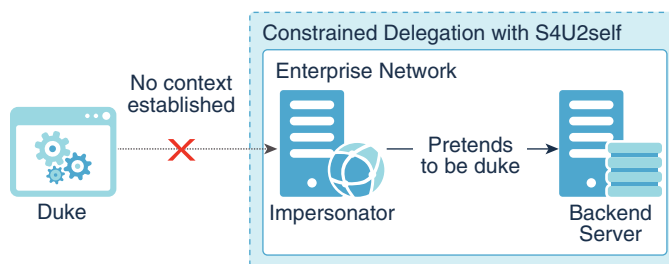 Constrained Delegation with S4U2self
Enterprise Network
No context
established
Pretends
to be duke
Duke
Impersonator
Backend
Server